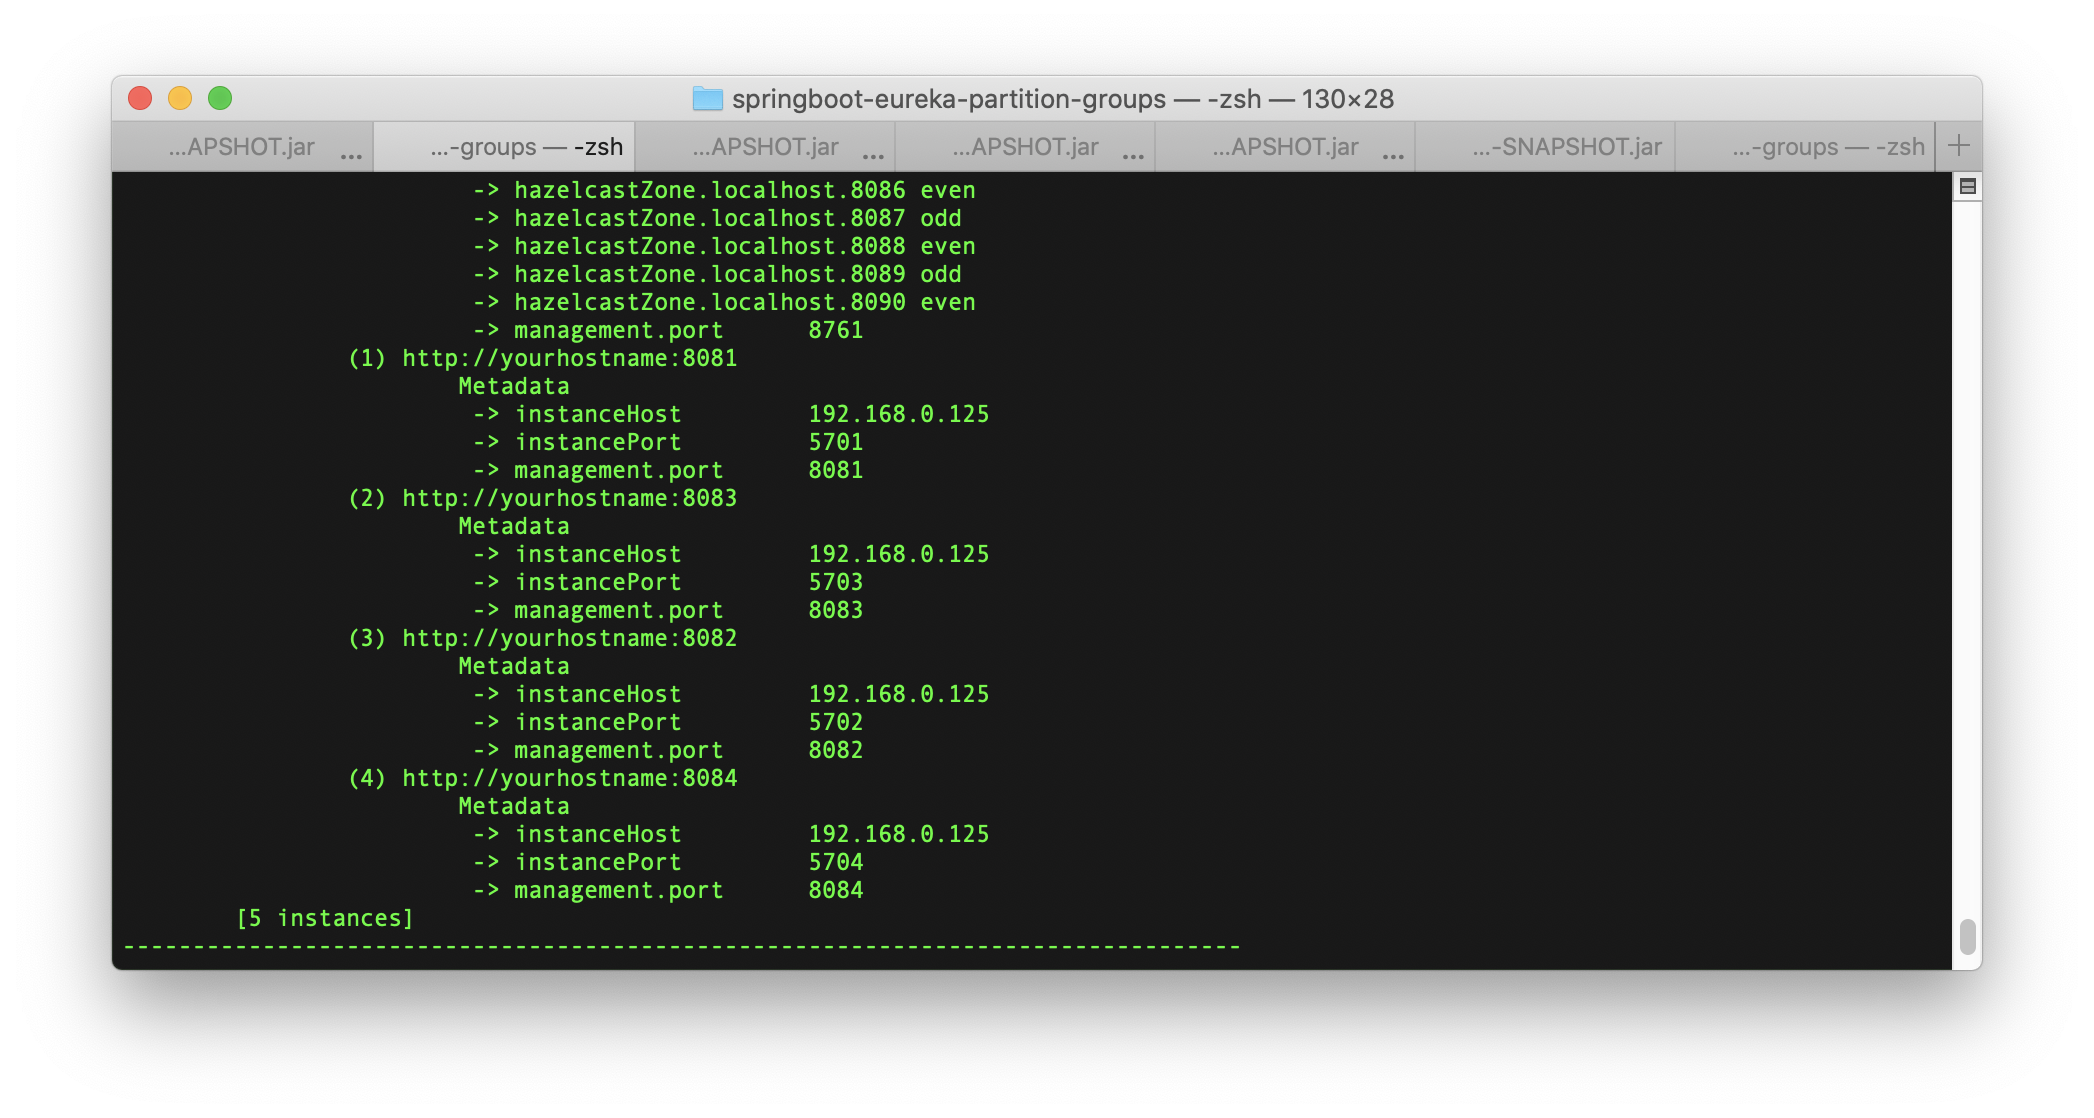 springboot-eureka-partition-groups — -zsh — 130×28
...APSHOT.jar ... ...-groups — -zsh ...APSHOT.jar ... ...APSHOT.jar ... ...APSHOT.jar ... ...-SNAPSHOT.jar ...-groups — -zsh +
-> hazelcastZone.localhost.8086 even
-> hazelcastZone.localhost.8087 odd
-> hazelcastZone.localhost.8088 even
-> hazelcastZone.localhost.8089 odd
-> hazelcastZone.localhost.8090 even
-> management.port 8761
(1) http://yourhostname:8081
Metadata
-> instanceHost 192.168.0.125
-> instancePort 5701
-> management.port 8081
(2) http://yourhostname:8083
Metadata
-> instanceHost 192.168.0.125
-> instancePort 5703
-> management.port 8083
(3) http://yourhostname:8082
Metadata
-> instanceHost 192.168.0.125
-> instancePort 5702
-> management.port 8082
(4) http://yourhostname:8084
Metadata
-> instanceHost 192.168.0.125
-> instancePort 5704
-> management.port 8084
[5 instances]
--------------------------------------------------------------------------------